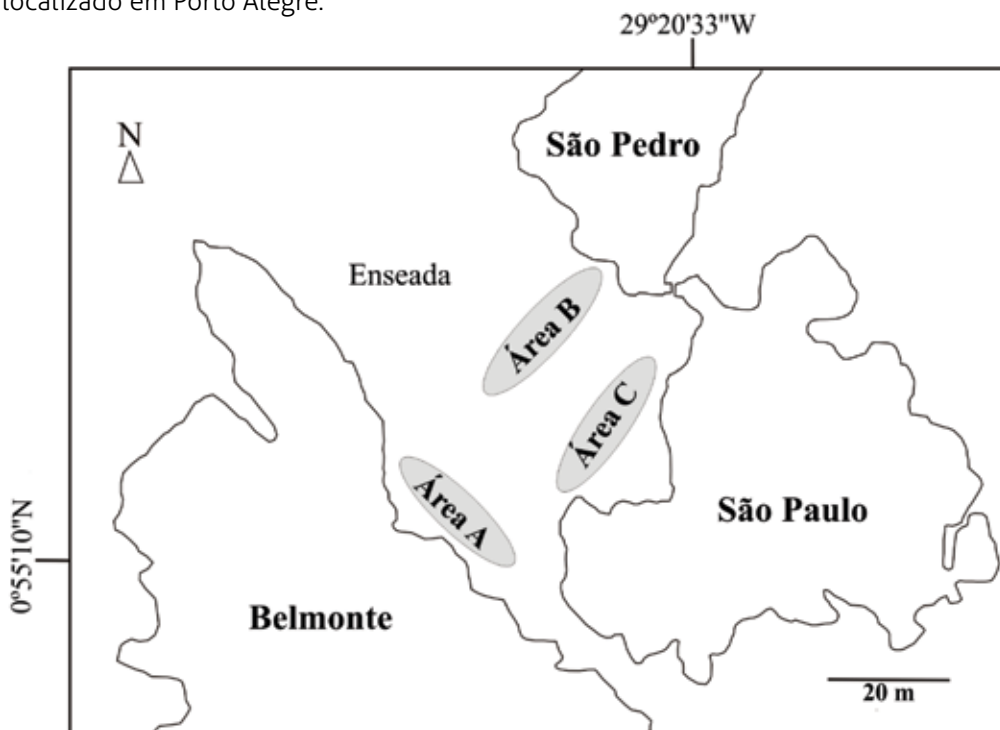 localizado em Porto Alegre.
29º20'33"W
N
São Pedro
Enseada
Área B
Área C
Área A
São Paulo
0º55'10"N
Belmonte
20 m